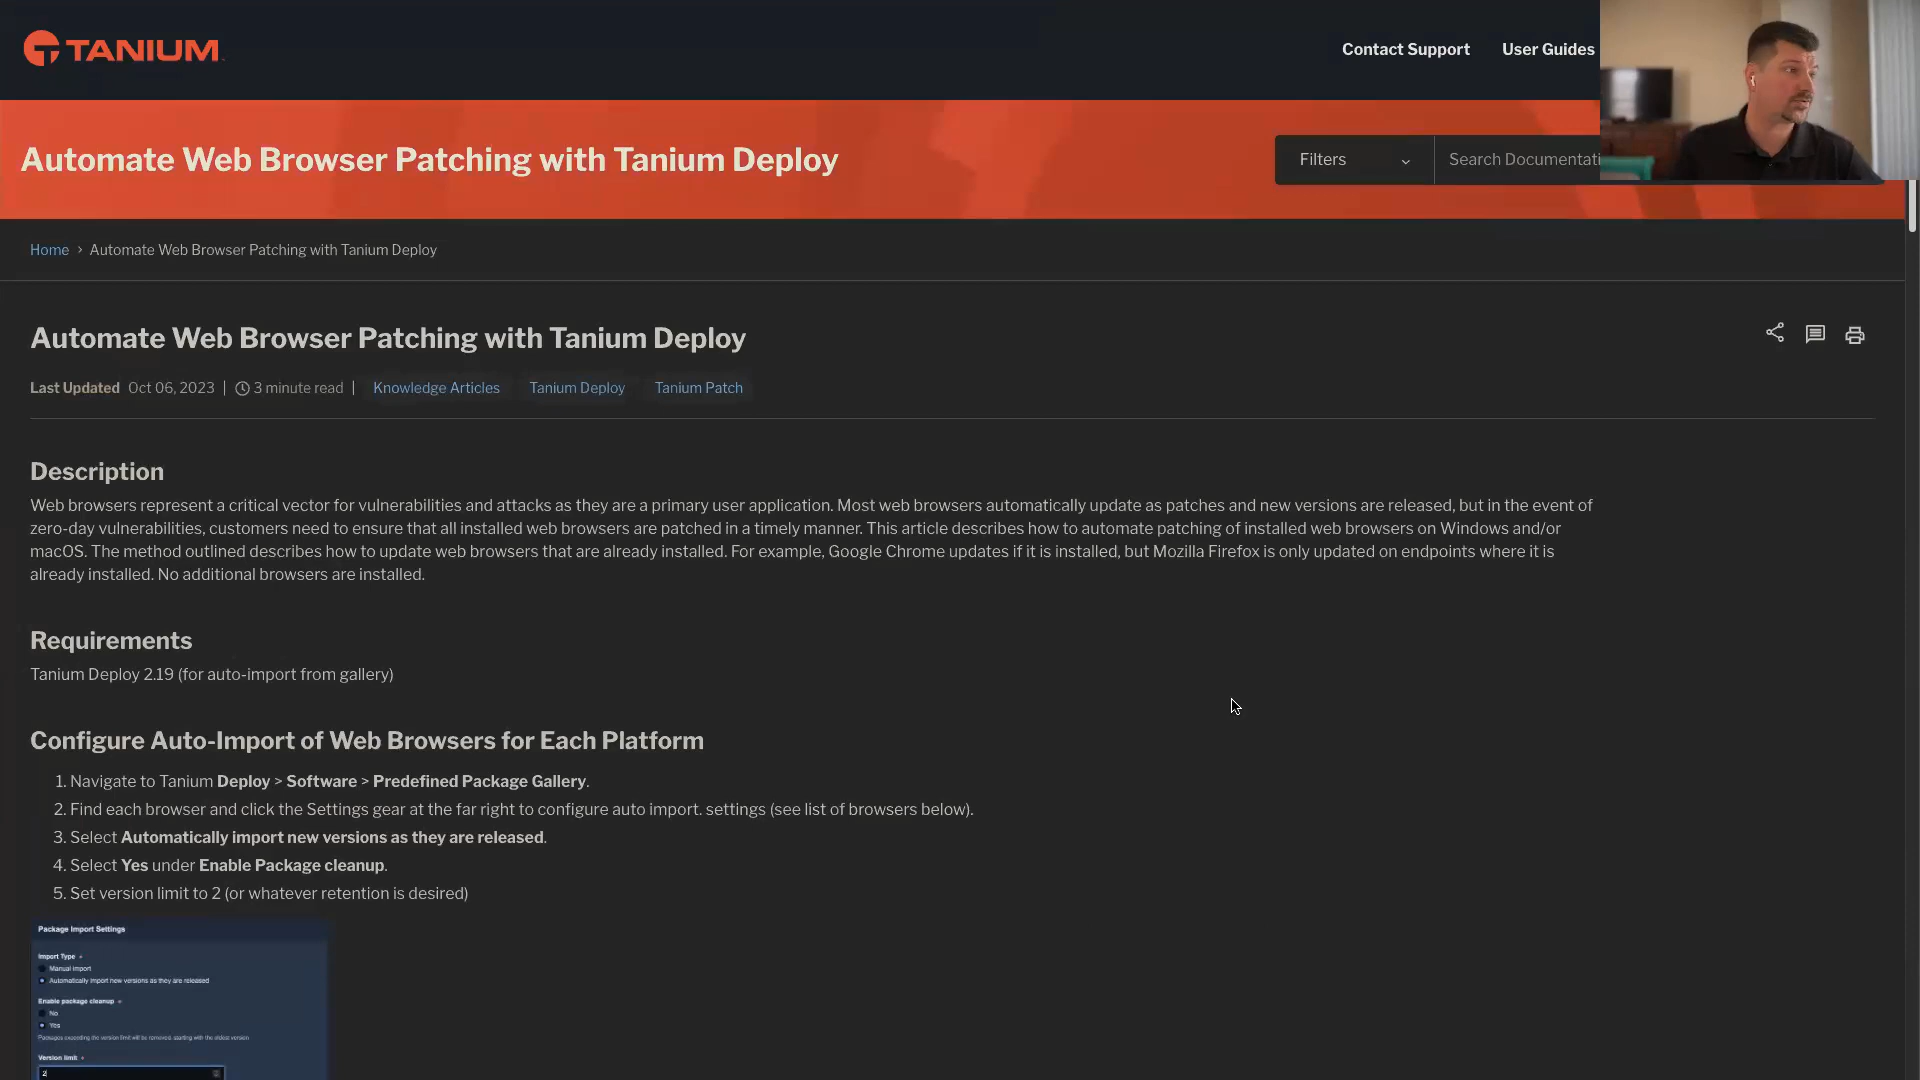 TANIUM
Contact Support
User Guides
Automate Web Browser Patching with Tanium Deploy
Filters
Search Documentati
Home > Automate Web Browser Patching with Tanium Deploy
Automate Web Browser Patching with Tanium Deploy
Last Updated Oct 06, 2023 | 3 minute read | Knowledge Articles Tanium Deploy Tanium Patch
Description
Web browsers represent a critical vector for vulnerabilities and attacks as they are a primary user application. Most web browsers automatically update as patches and new versions are released, but in the event of
zero-day vulnerabilities, customers need to ensure that all installed web browsers are patched in a timely manner. This article describes how to automate patching of installed web browsers on Windows and/or
macOS. The method outlined describes how to update web browsers that are already installed. For example, Google Chrome updates if it is installed, but Mozilla Firefox is only updated on endpoints where it is
already installed. No additional browsers are installed.
Requirements
Tanium Deploy 2.19 (for auto-import from gallery)
Configure Auto-Import of Web Browsers for Each Platform
1. Navigate to Tanium Deploy > Software > Predefined Package Gallery.
2. Find each browser and click the Settings gear at the far right to configure auto import. settings (see list of browsers below).
3. Select Automatically import new versions as they are released.
4. Select Yes under Enable Package cleanup.
5. Set version limit to 2 (or whatever retention is desired)
Package Import Settings
Import Type
Manual import
Automatically import new versions as they are released
Enable package cleanup
No
Yes
Packages exceeding the version limit will be removed, starting with the oldest version
Version limit
2